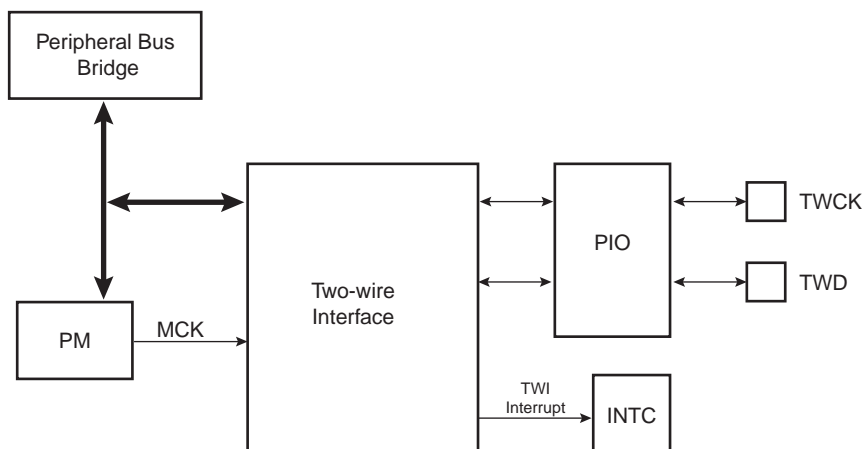 Peripheral Bus
Bridge
TWCK
PIO
Two-wire
Interface
TWD
PM
MCK
TWI
Interrupt
INTC